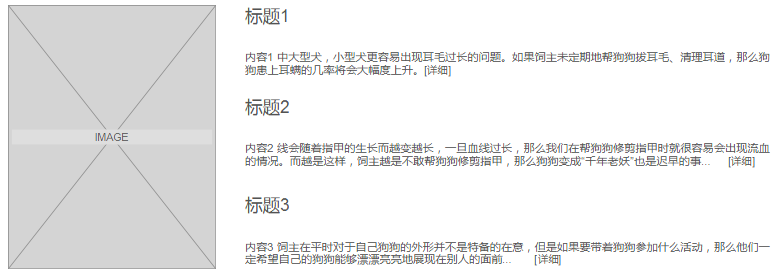 标题1
内容1 中大型犬，小型犬更容易出现耳毛过长的问题。如果饲主未定期地帮狗狗拔耳毛、清理耳道，那么狗
狗患上耳螨的几率将会大幅度上升。[详细]
标题2
内容2 线会随着指甲的生长而越变越长，一旦血线过长，那么我们在帮狗狗修剪指甲时就很容易会出现流血
的情况。而越是这样，饲主越是不敢帮狗狗修剪指甲，那么狗狗变成“千年老妖”也是迟早的事... [详细]
IMAGE
标题3
内容3 饲主在平时对于自己狗狗的外形并不是特备的在意，但是如果要带着狗狗参加什么活动，那么他们一
定希望自己的狗狗能够漂漂亮亮地展现在别人的面前... [详细]